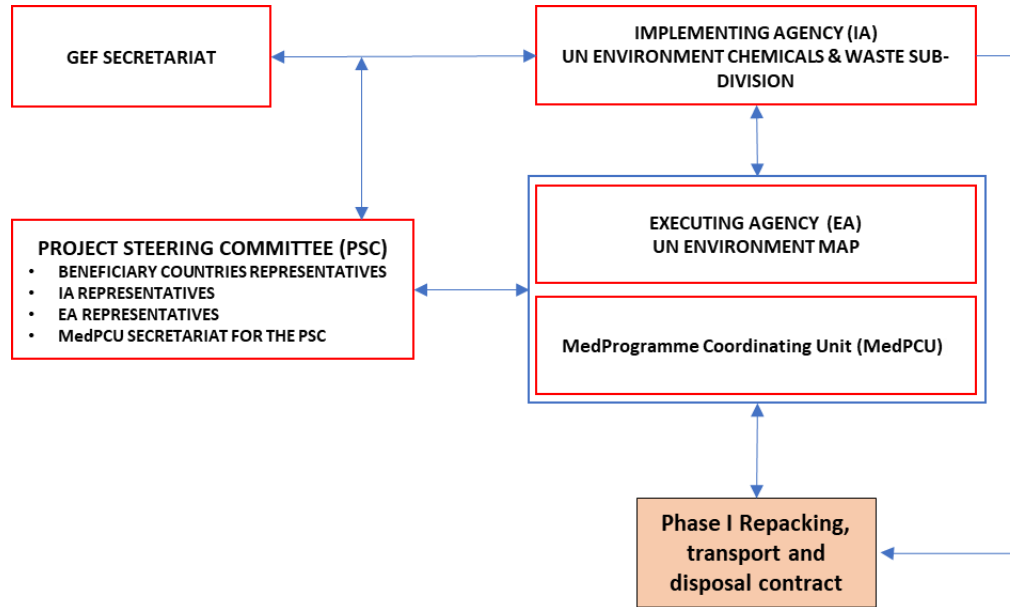 GEF SECRETARIAT
IMPLEMENTING AGENCY (IA)
UN ENVIRONMENT CHEMICALS & WASTE SUB-
DIVISION
EXECUTING AGENCY (EA)
UN ENVIRONMENT MAP
PROJECT STEERING COMMITTEE (PSC)
• BENEFICIARY COUNTRIES REPRESENTATIVES
• IA REPRESENTATIVES
• EA REPRESENTATIVES
• MedPCU SECRETARIAT FOR THE PSC
MedProgramme Coordinating Unit (MedPCU)
Phase I Repacking,
transport and
disposal contract